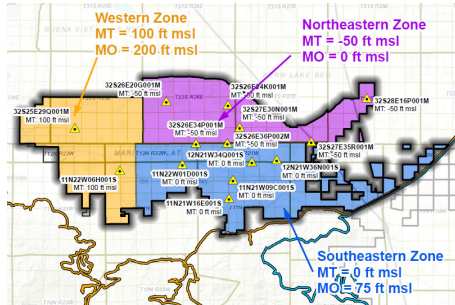 Western Zone
MT = 100 ft msl
MO = 200 ft msl
Northeastern Zone
MT = -50 ft msl
MO = 0 ft msl
BUENA VISTA
32S26E20G001M
MT: -50 ft msl
MT: -50 ft msl
32S28E16P001M
MT: -50 ft msl
32S25E29Q001M
MT: 100 ft msl
32S27E30N001M
MT: -50 ft msl
32S26E34P001M
MT: -50 ft msl
32S26E36P002M
MT: -50 ft msl
32S27E35R001M
MT: -50 ft msl
12N21W34Q001S
MT: 0 ft msl
12N21W36N001S
MT: 0 ft msl
11N22W06H001S
MT: 100 ft msl
11N22W01D001S
MT: 0 ft msl
11N21W09C001S
MT: 0 ft msl
11N21W16E001S
MT: 0 ft msl
Southeastern Zone
MT = 0 ft msl
MO = 75 ft msl